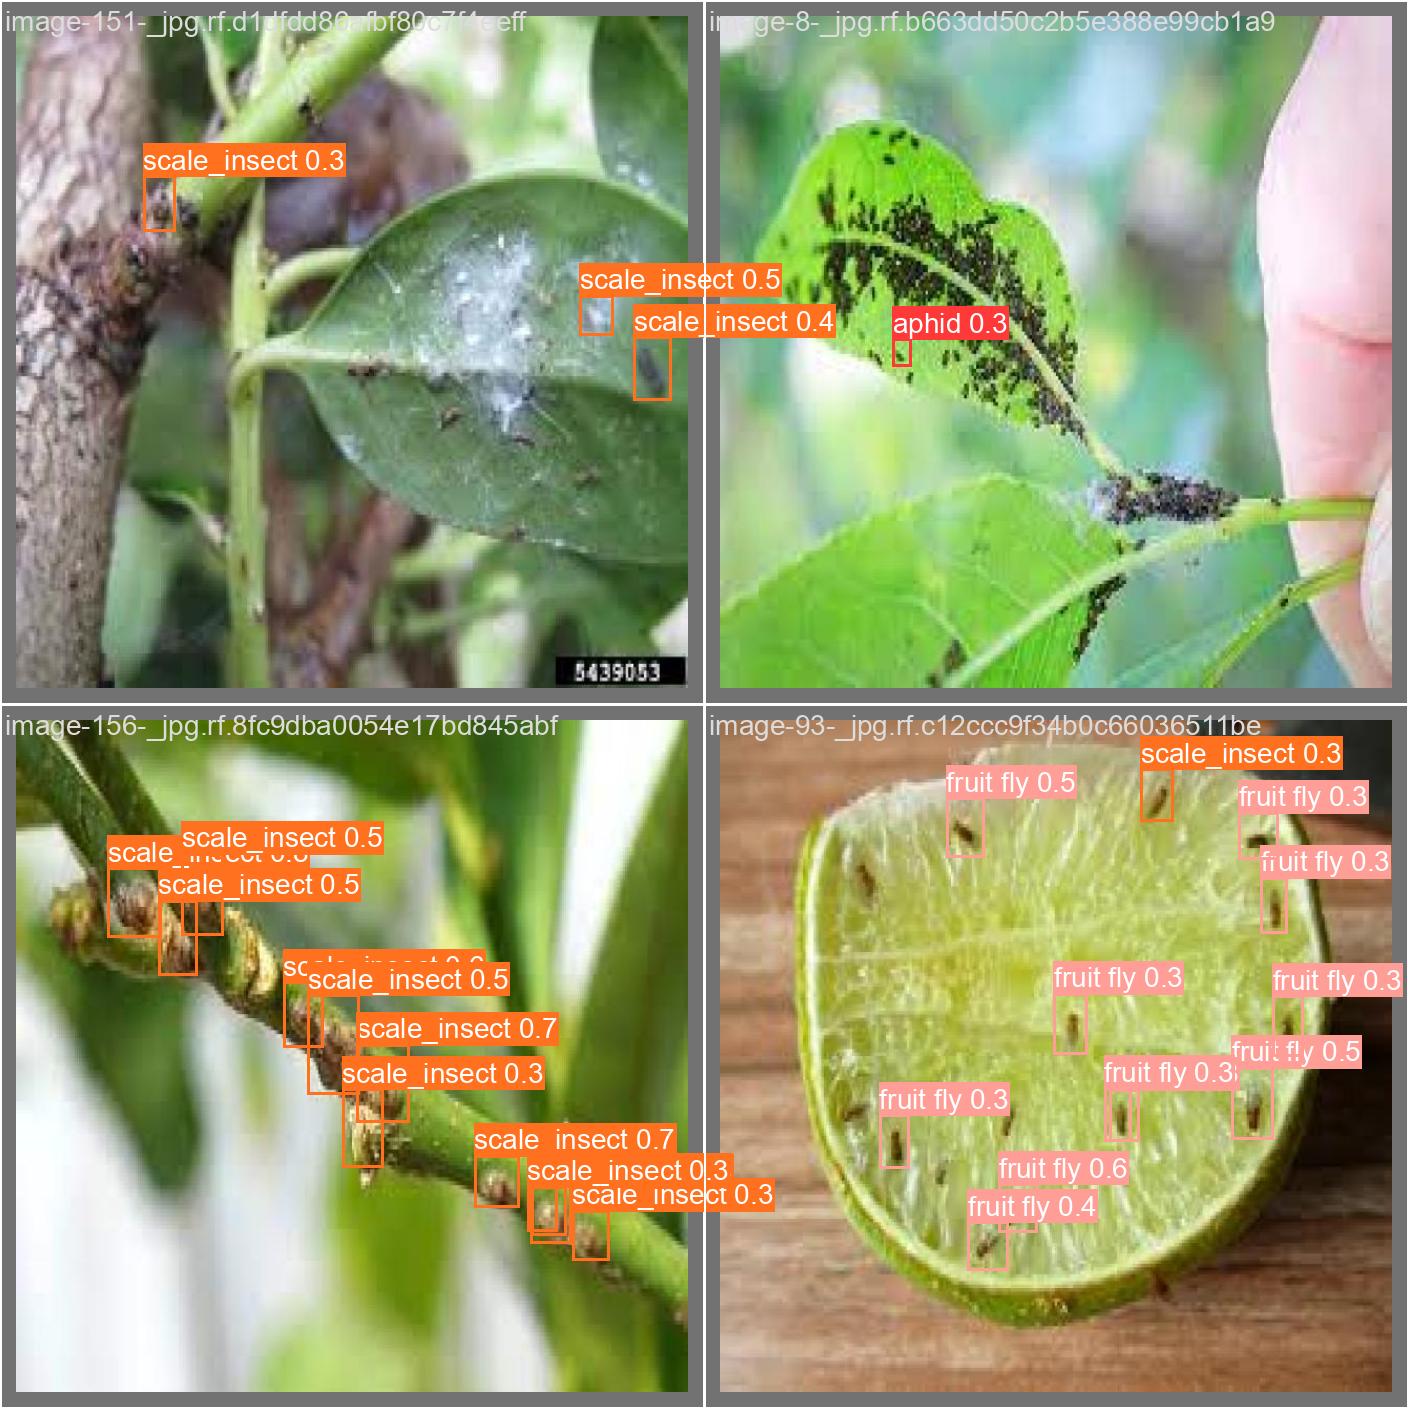 image-151-_jpg.rf.d1dfdd86afbf80c7f4eeff
scale_insect 0.3
scale_insect 0.5
scale_insect 0.4
5439053
image-8-_jpg.rf.b663dd50c2b5e388e99cb1a9
aphid 0.3
image-156-_jpg.rf.8fc9dba0054e17bd845abf
scale_insect 0.5
scale_insect 0.5
scale_insect 0.5
scale_insect 0.7
scale_insect 0.3
scale_insect 0.7
scale_insect 0.3
scale_insect 0.3
image-93-_jpg.rf.c12ccc9f34b0c66036511be
scale_insect 0.3
fruit fly 0.5
fruit fly 0.3
fruit fly 0.3
fruit fly 0.3
fruit fly 0.3
fruit fly 0.5
fruit fly 0.3
fruit fly 0.3
fruit fly 0.6
fruit fly 0.4